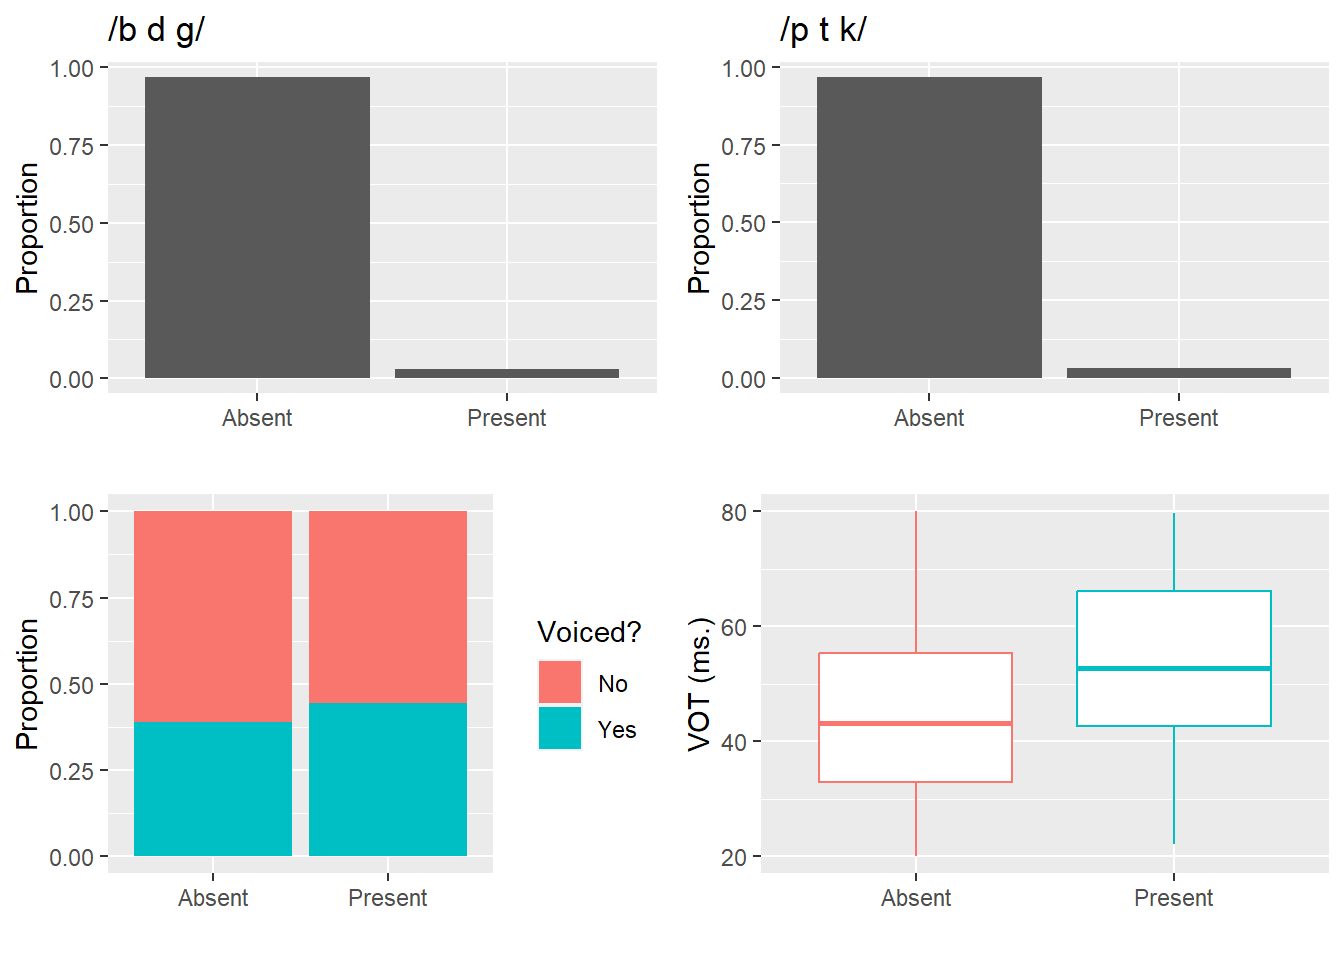 /b d g/
Proportion
1.00
0.75
0.50
0.25
0.00
Absent Present
/p t k/
Proportion
1.00
0.75
0.50
0.25
0.00
Absent Present
Proportion
1.00
0.75
0.50
0.25
0.00
Absent Present
Voiced?
No
Yes
VOT (ms.)
80
60
40
20
Absent Present